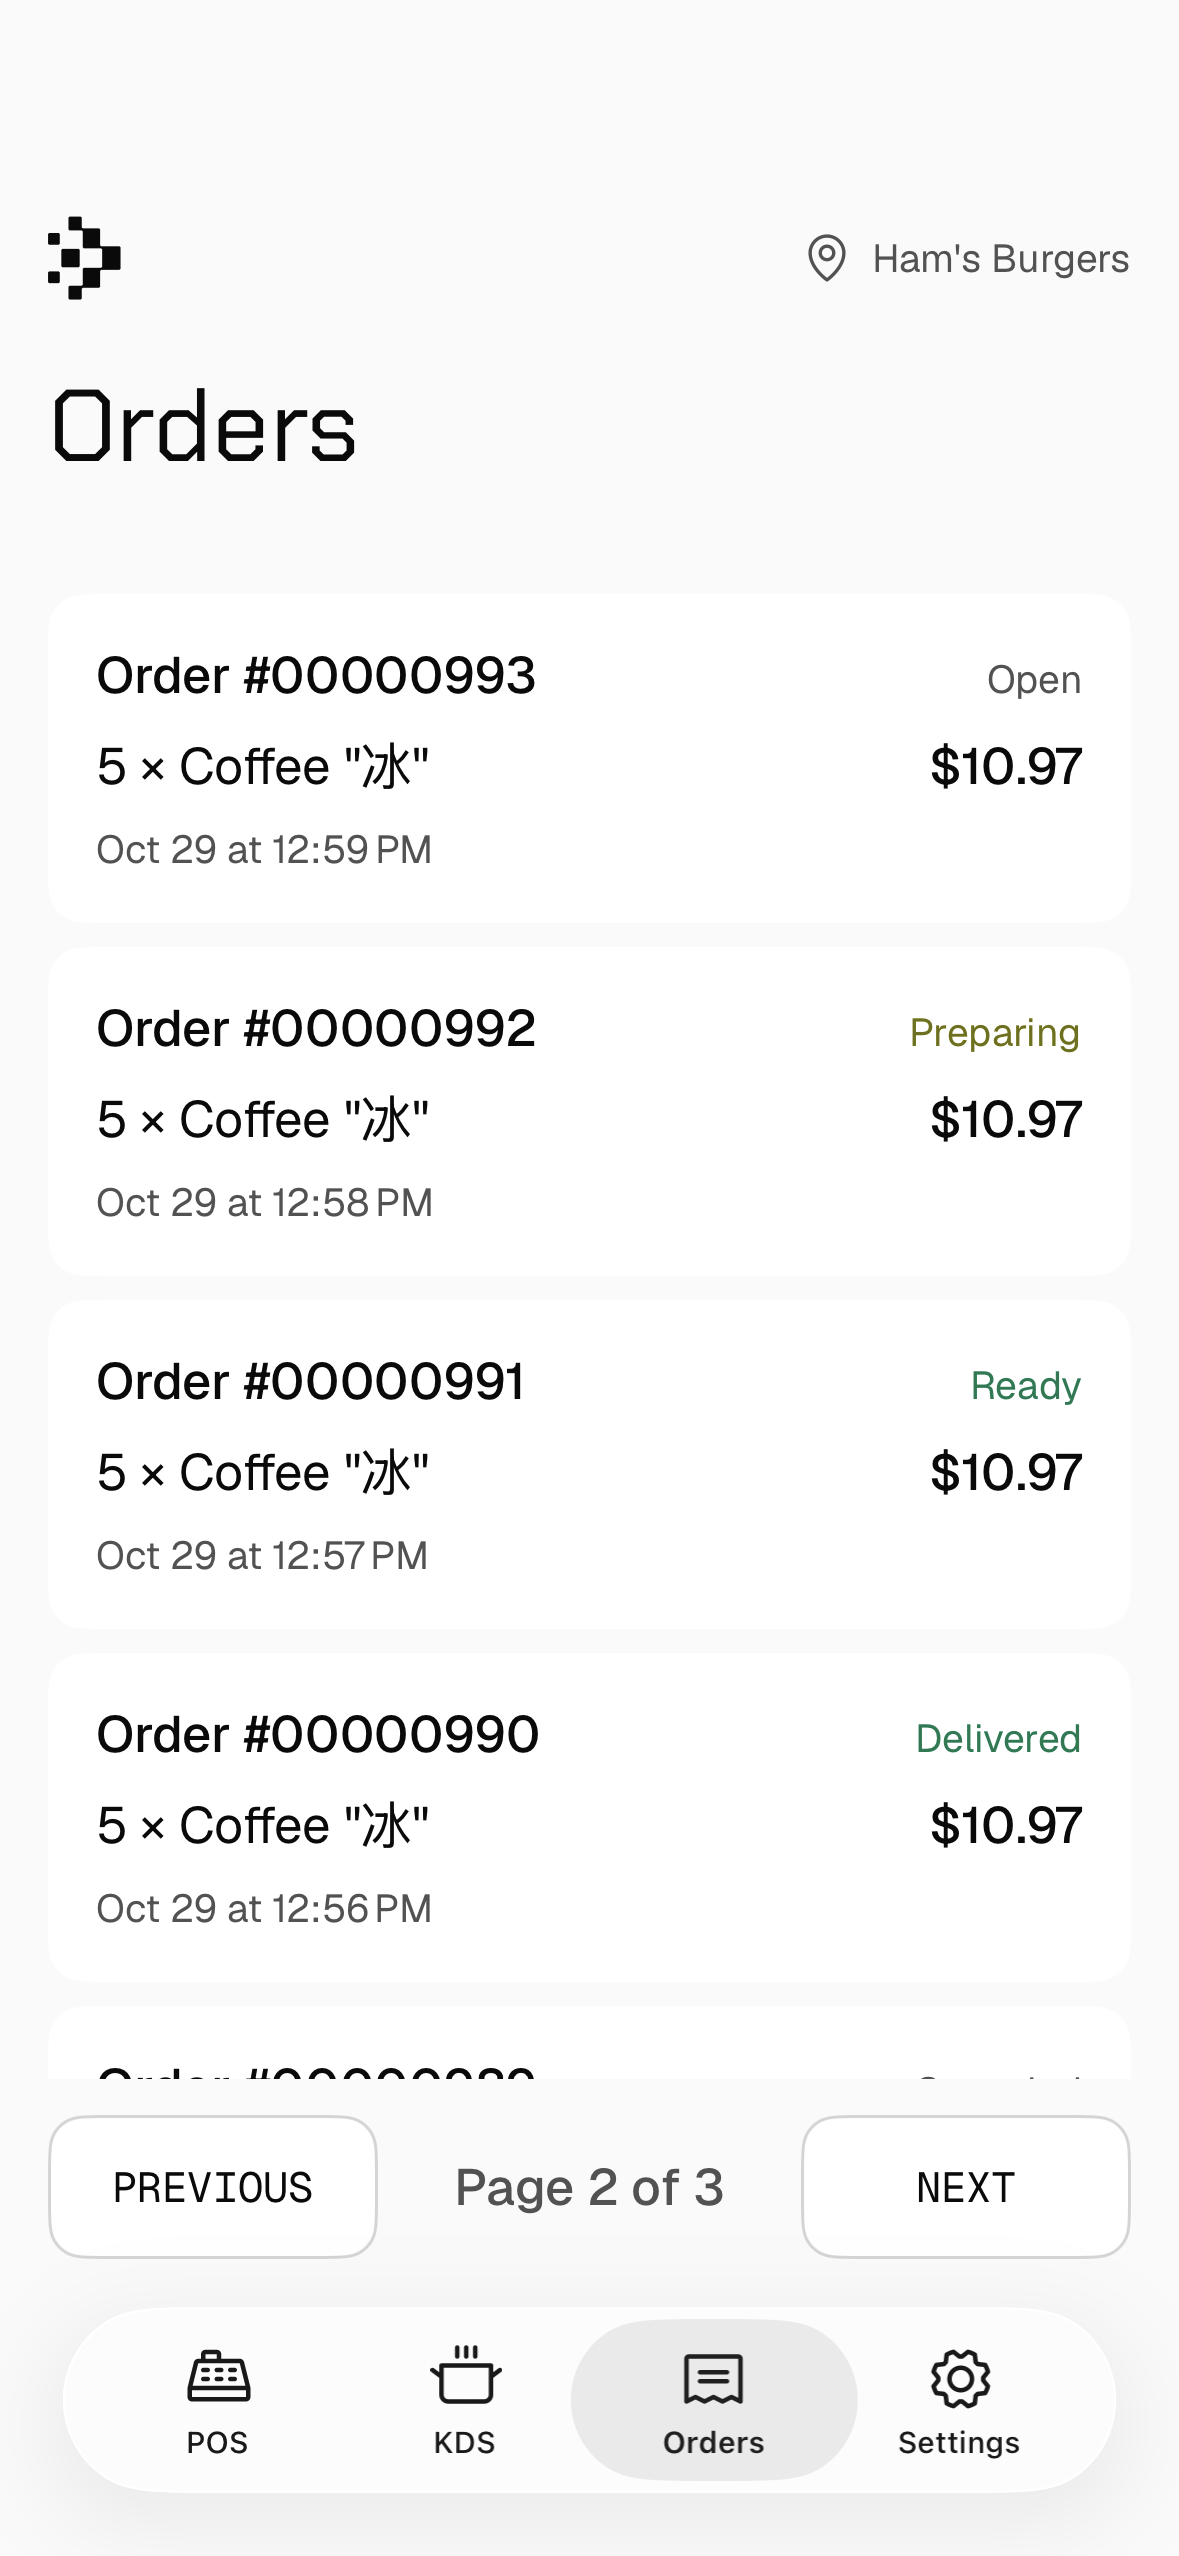 Ham's Burgers
Orders
Order #00000993
Open
5 × Coffee "冰"
$10.97
Oct 29 at 12:59 PM
Order #00000992
Preparing
5 × Coffee "冰"
$10.97
Oct 29 at 12:58 PM
Order #00000991
Ready
5 × Coffee "冰"
$10.97
Oct 29 at 12:57 PM
Order #00000990
Delivered
5 × Coffee "冰"
$10.97
Oct 29 at 12:56 PM
Order
PREVIOUS
Page 2 of 3
NEXT
POS
KDS
Orders
Settings